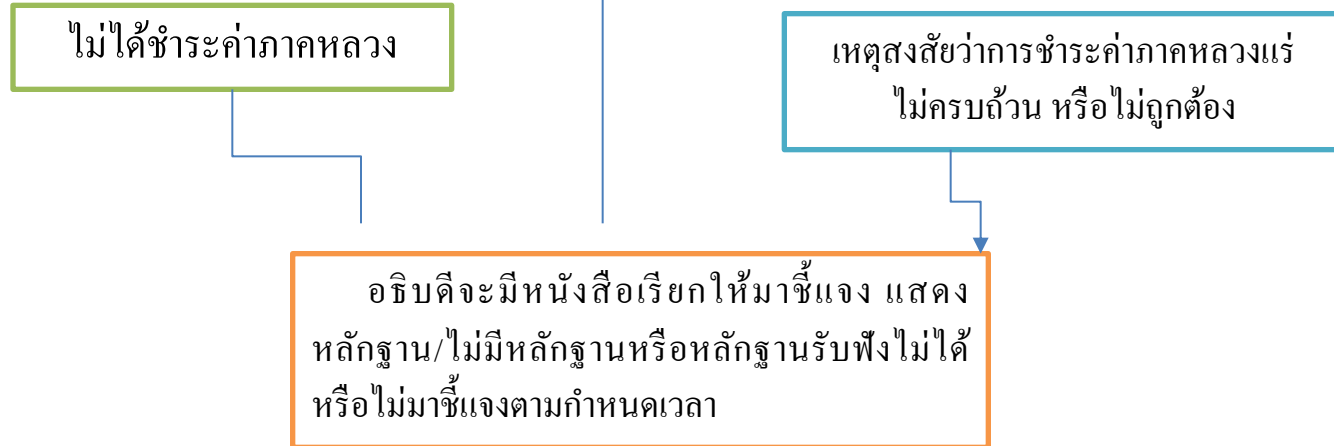 ไม่ได้ชำระค่าภาคหลวง
เหตุสงสัยว่าการชำระค่าภาคหลวงแร่
ไม่ครบถ้วน หรือไม่ถูกต้อง
อธิบดีจะมีหนังสือเรียกให้มาชี้แจง แสดง
หลักฐาน/ไม่มีหลักฐานหรือหลักฐานรับฟังไม่ได้
หรือไม่มาชี้แจงตามกำหนดเวลา